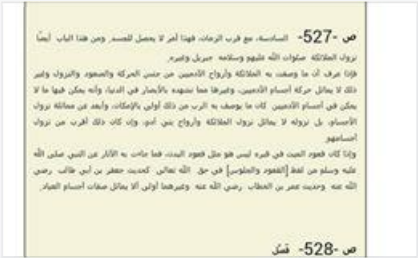 ص -527- السادسة، مع قرب الزمان، فهذا أمر لا يحصل للجسد. ومن هذا الباب أيضًا
نزول الملائكة صلوات الله عليهم وسلامه جبريل وغيره.
فإذا عرف أن ما وصفت به الملائكة وأرواح الآدميين من جنس الحركة والصعود والنزول وغير
ذلك لا يماثل حركة أجسام الآدميين، وغيرها مما نشهده بالأبصار في الدنيا، وأنه يمكن فيها ما لا
يمكن في أجسام الآدميين كان ما يوصف به الرب من ذلك أولى بالإمكان، وأبعد عن مماثلة نزول
الأجسام، بل نزوله لا يماثل نزول الملائكة وأرواح بني آدم، وإن كان ذلك أقرب من نزول
أجسامهم.
وإذا كان قعود الميت في قبره ليس هو مثل قعود البدن، فما جاءت به الآثار عن النبي صلى الله
عليه وسلم من لفظ [القعود والجلوس] في حق الله تعالى كحديث جعفر بن أبي طالب رضي
الله عنه وحديث عمر بن الخطاب رضي الله عنه وغيرهما أولى ألا يماثل صفات أجسام العباد.
ص -528- فَصْل